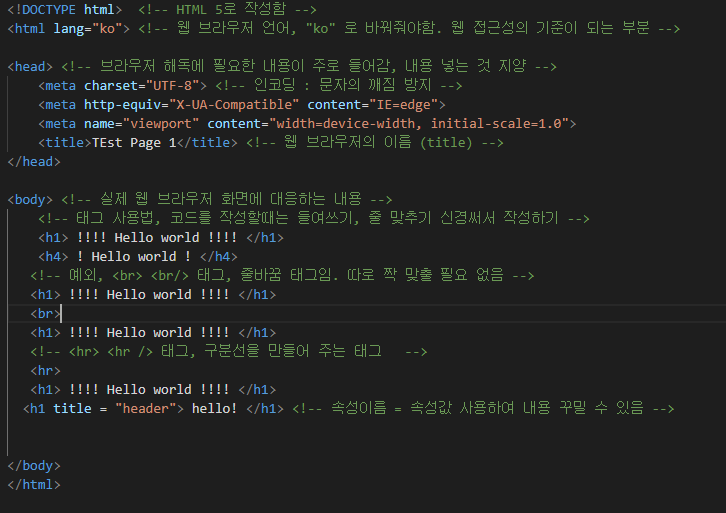 <!DOCTYPE html>  <!-- HTML 5로 작성함 -->
<html lang="ko"> <!-- 웹 브라우저 언어, "ko" 로 바꿔줘야함. 웹 접근성의 기준이 되는 부분 -->
<head> <!-- 브라우저 해독에 필요한 내용이 주로 들어감, 내용 넣는 것 지양 -->
    <meta charset="UTF-8"> <!-- 인코딩 : 문자의 깨짐 방지 -->
    <meta http-equiv="X-UA-Compatible" content="IE=edge">
    <meta name="viewport" content="width=device-width, initial-scale=1.0">
    <title>TEst Page 1</title> <!-- 웹 브라우저의 이름 (title) -->
</head>
<body> <!-- 실제 웹 브라우저 화면에 대응하는 내용 -->
    <!-- 태그 사용법, 코드를 작성할때는 들여쓰기, 줄 맞추기 신경써서 작성하기 -->
    <h1> !!!! Hello world !!!! </h1>
    <h4> ! Hello world ! </h4>
   <!-- 예외, <br> <br/> 태그, 줄바꿈 태그임. 따로 짝 맞출 필요 없음 -->
   <h1> !!!! Hello world !!!! </h1>
   <br>
   <h1> !!!! Hello world !!!! </h1>
   <!-- <hr> <hr /> 태그, 구분선을 만들어 주는 태그   -->
   <hr>
   <h1> !!!! Hello world !!!! </h1>
  <h1 title = "header"> hello! </h1> <!-- 속성이름 = 속성값 사용하여 내용 꾸밀 수 있음 -->
</body>
</html>